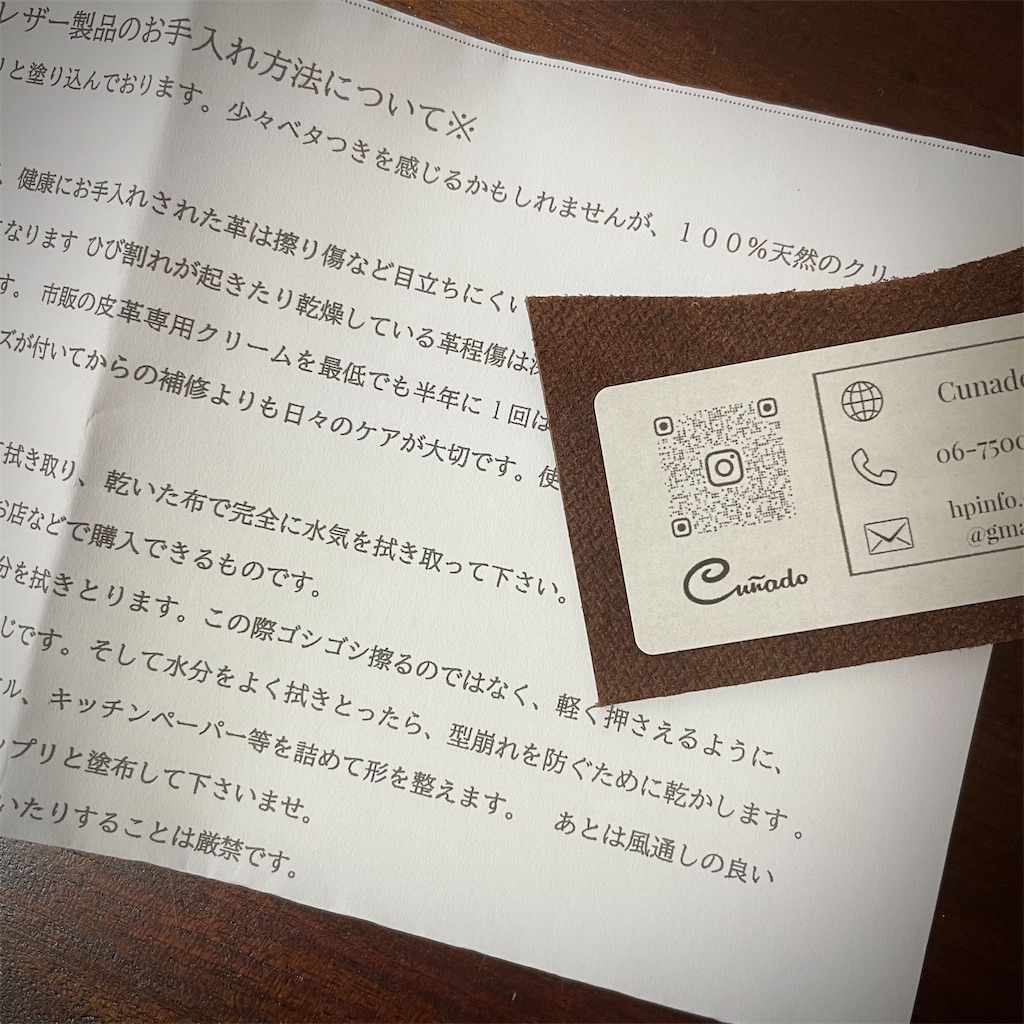 レザー製品のお手入れ方法について※
と塗り込んでおります。少々ベタつきを感じるかもしれませんが、100%天然のクリ
、健康にお手入れされた革は擦り傷など目立ちにくい
なります ひび割れが起きたり乾燥している革程傷は
す。市販の皮革専用クリームを最低でも半年に1回は
ズが付いてからの補修よりも日々のケアが大切です。使
拭き取り、乾いた布で完全に水気を拭き取って下さい。
お店などで購入できるものです。
分を拭きとります。この際ゴシゴシ擦るのではなく、軽く押さえるように、
じです。そして水分をよく拭きとったら、型崩れを防ぐために乾かします。
ル、キッチンペーパー等を詰めて形を整えます。 あとは風通しの良い
プリと塗布して下さいませ。
いたりすることは厳禁です。
Cuñado
Cunado
06-7500
hpinfo.
@gma